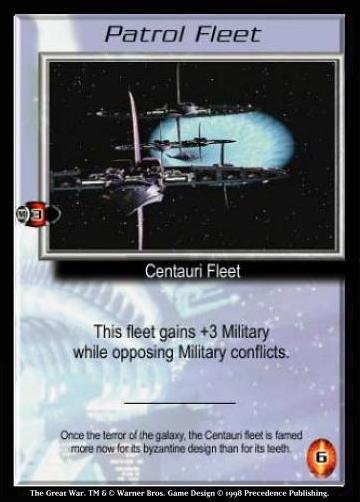 Patrol Fleet
M 3
Centauri Fleet
This fleet gains +3 Military
while opposing Military conflicts.
Once the terror of the galaxy, the Centauri fleet is famed
more now for its byzantine design than for its teeth.
6
The Great War. TM & © Warner Bros. Game Design © 1998 Precedence Publishing.